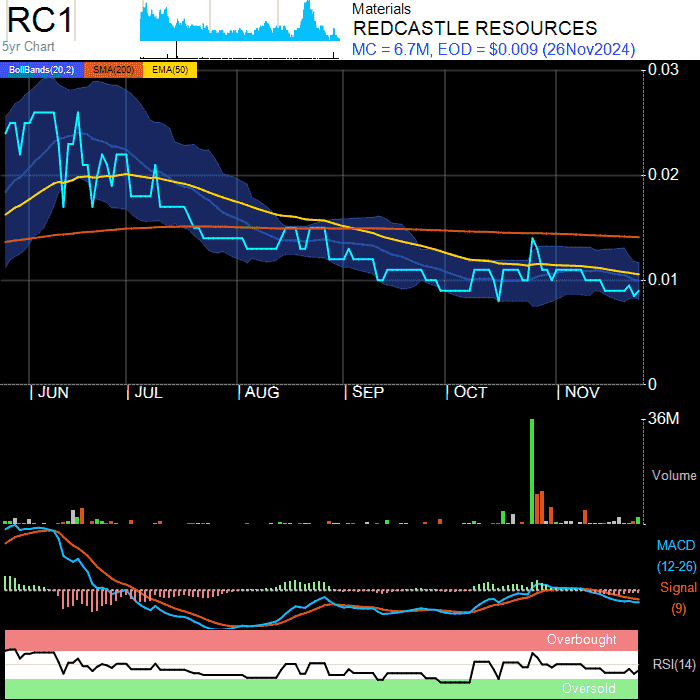 RC1
5yr Chart
Materials
REDCASTLE RESOURCES
MC = 6.7M, EOD = $0.009 (26Nov2024)
BollBands(20,2) SMA(200) EMA(50)
0.03
0.02
0.01
0
JUN JUL AUG SEP OCT NOV
36M
Volume
MACD
(12-26)
Signal
(9)
Overbought
RSI(14)
Oversold